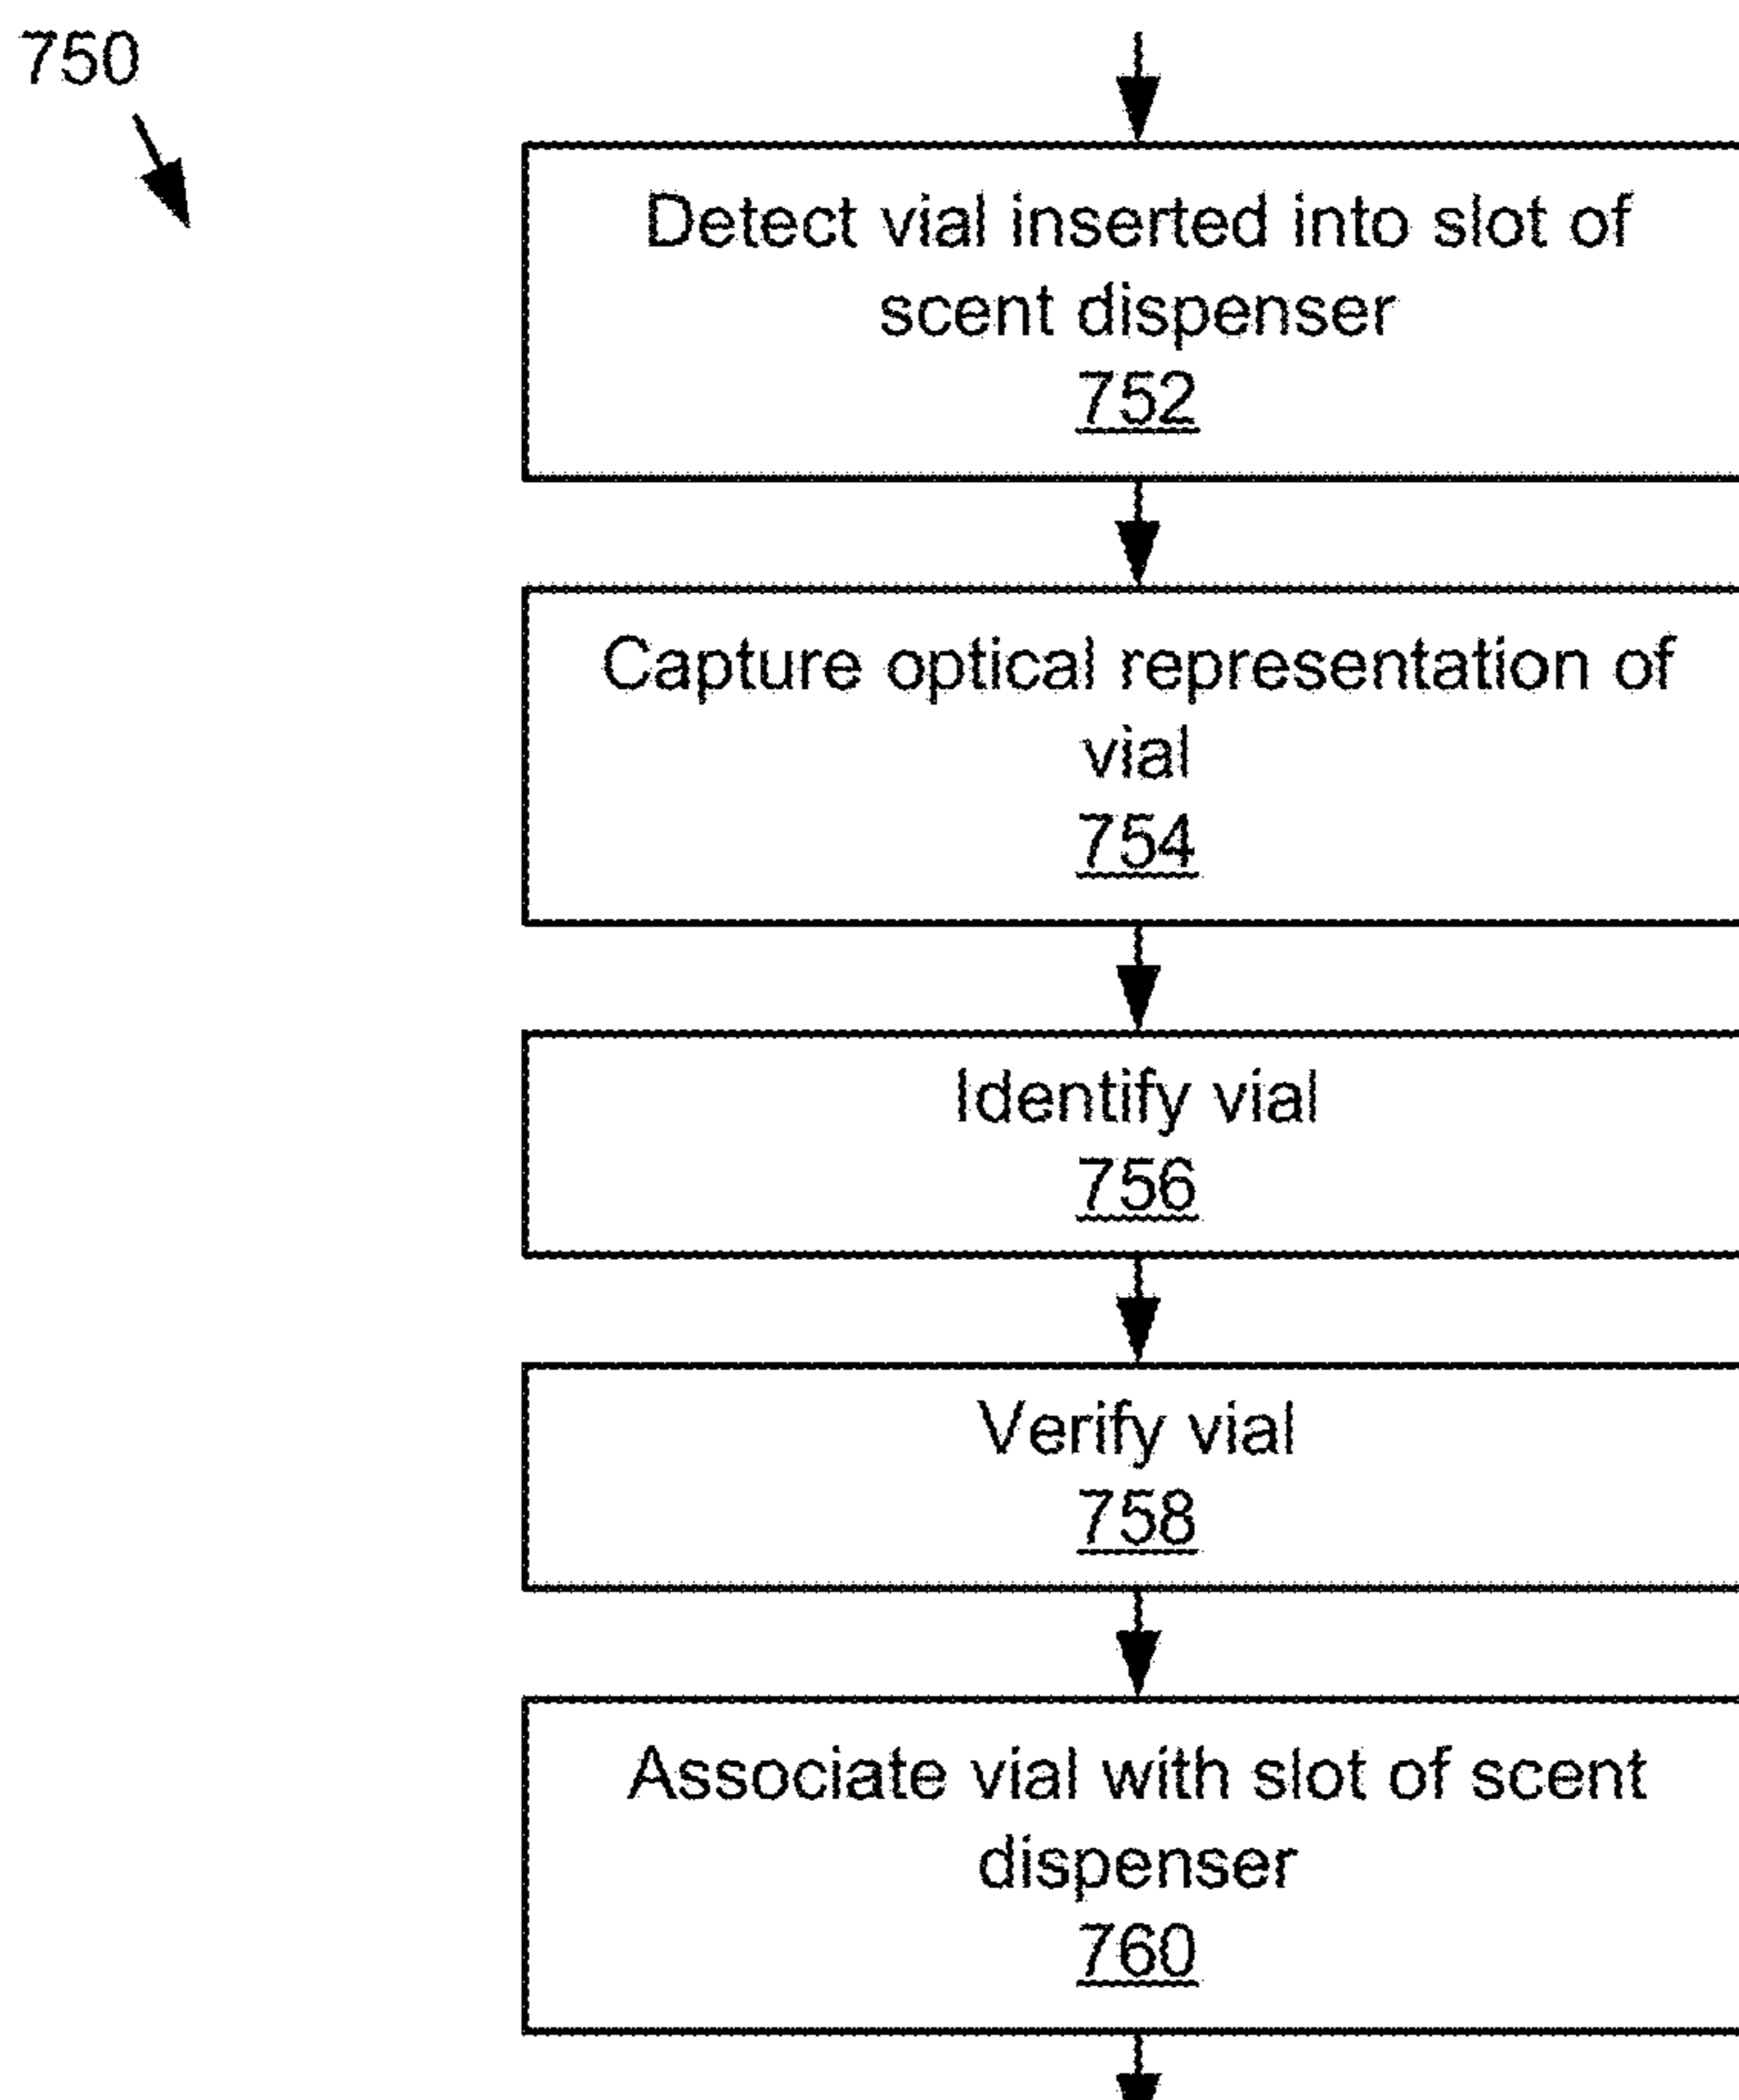 750
Detect vial inserted into slot of
scent dispenser
752
Capture optical representation of
vial
754
Identify vial
756
Verify vial
758
Associate vial with slot of scent
dispenser
760